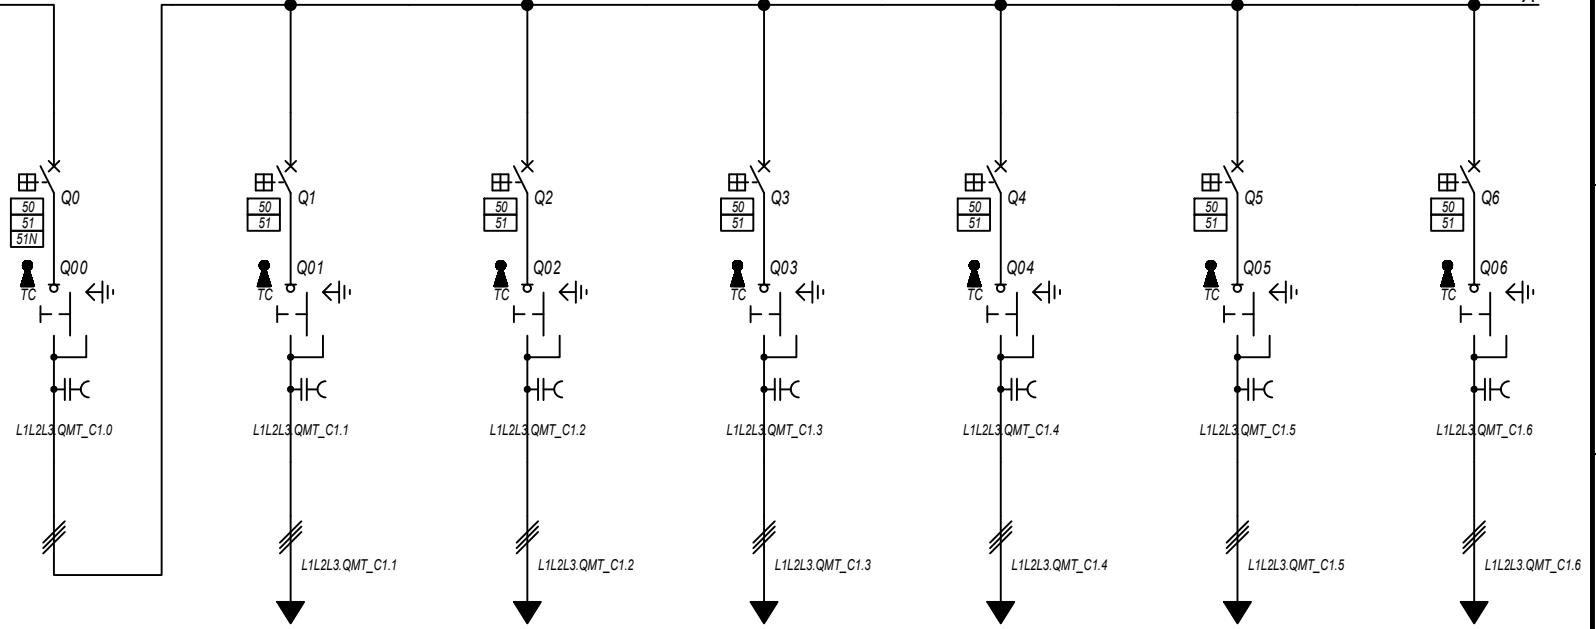 Q0 Q1 Q2 Q3 Q4 Q5 Q6
50 50 50 50 50 50 50
51 51 51 51 51 51 51
51N
Q00 Q01 Q02 Q03 Q04 Q05 Q06
TC TC TC TC TC TC TC
L1L2L3.QMT_C1.0 L1L2L3.QMT_C1.1 L1L2L3.QMT_C1.2 L1L2L3.QMT_C1.3 L1L2L3.QMT_C1.4 L1L2L3.QMT_C1.5 L1L2L3.QMT_C1.6
L1L2L3.QMT_C1.1 L1L2L3.QMT_C1.2 L1L2L3.QMT_C1.3 L1L2L3.QMT_C1.4 L1L2L3.QMT_C1.5 L1L2L3.QMT_C1.6